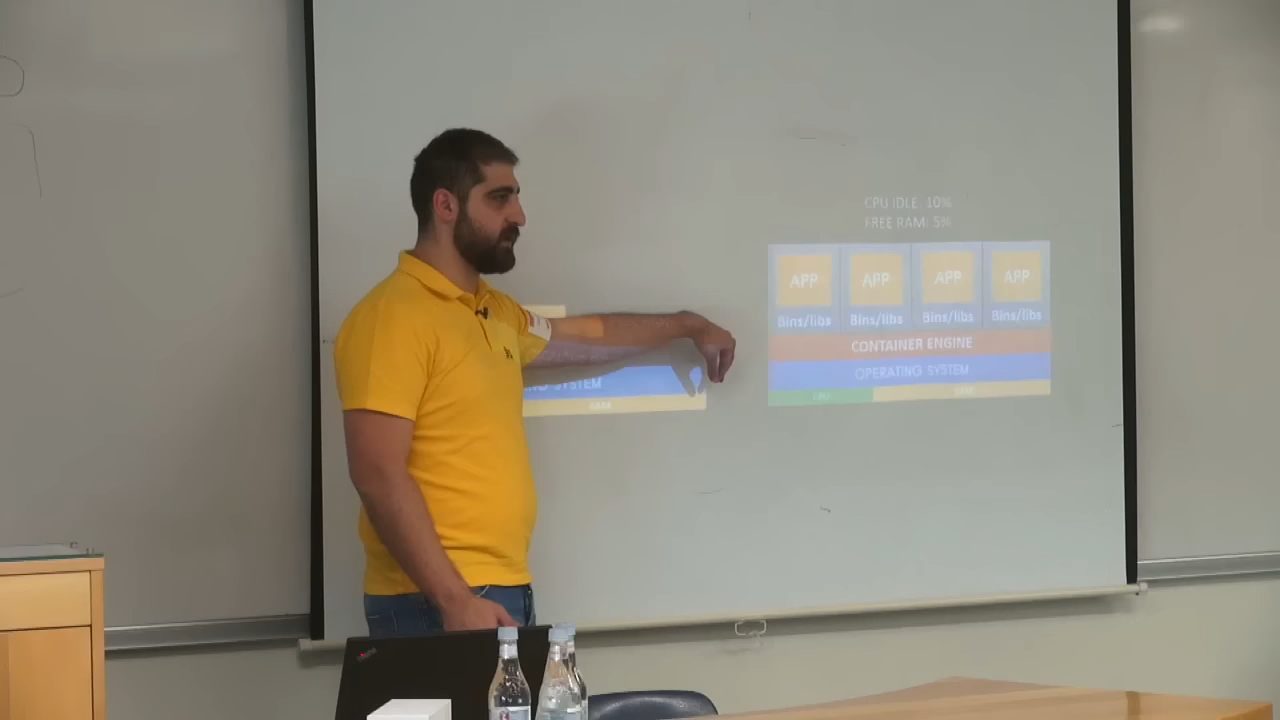 CPU IDLE: 10%
FREE RAM: 5%
APP APP APP APP
Bins/libs Bins/libs Bins/libs Bins/libs
CONTAINER ENGINE
OPERATING SYSTEM
SYSTEM